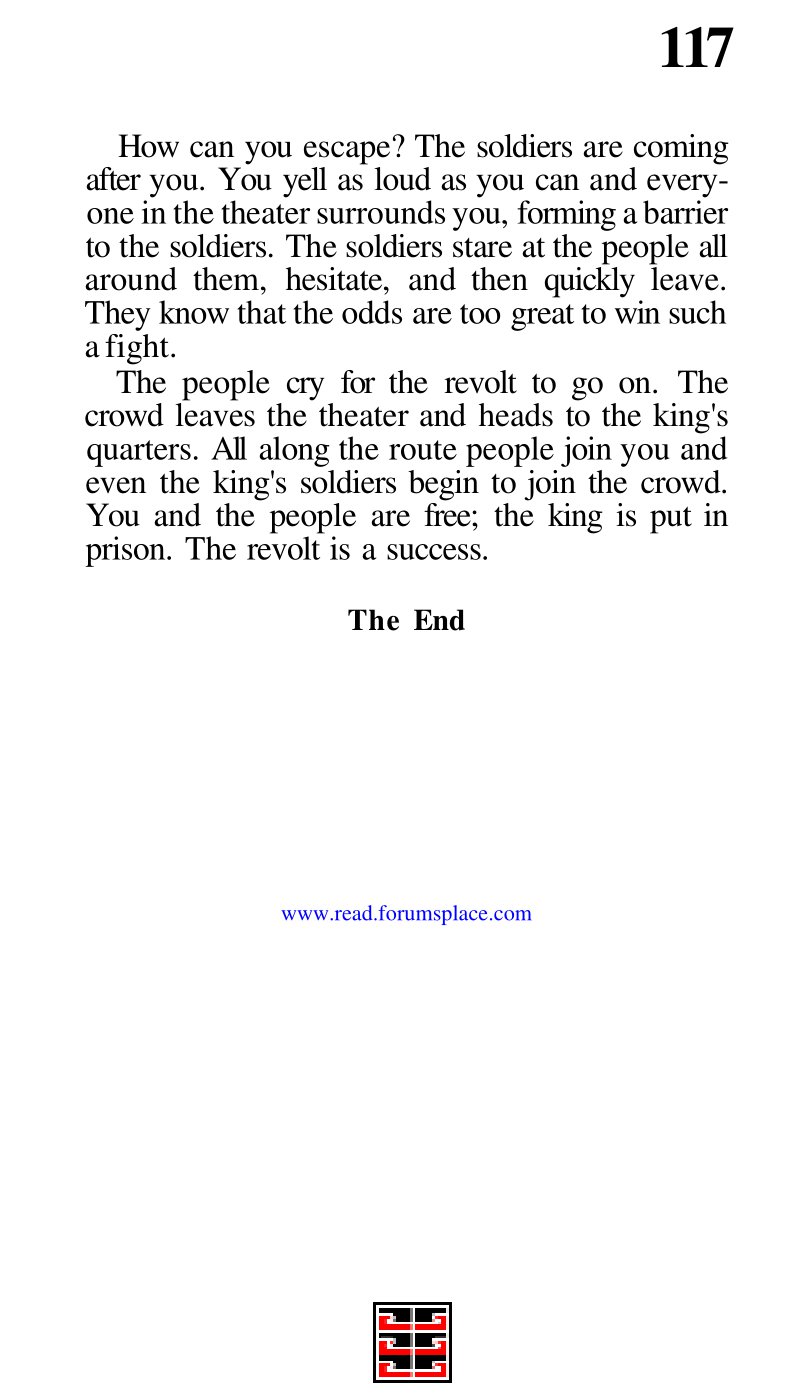 117
How can you escape? The soldiers are coming
after you. You yell as loud as you can and every-
one in the theater surrounds you, forming a barrier
to the soldiers. The soldiers stare at the people all
around them, hesitate, and then quickly leave.
They know that the odds are too great to win such
a fight.
The people cry for the revolt to go on. The
crowd leaves the theater and heads to the king's
quarters. All along the route people join you and
even the king's soldiers begin to join the crowd.
You and the people are free; the king is put in
prison. The revolt is a success.
The End
www.read.forumsplace.com